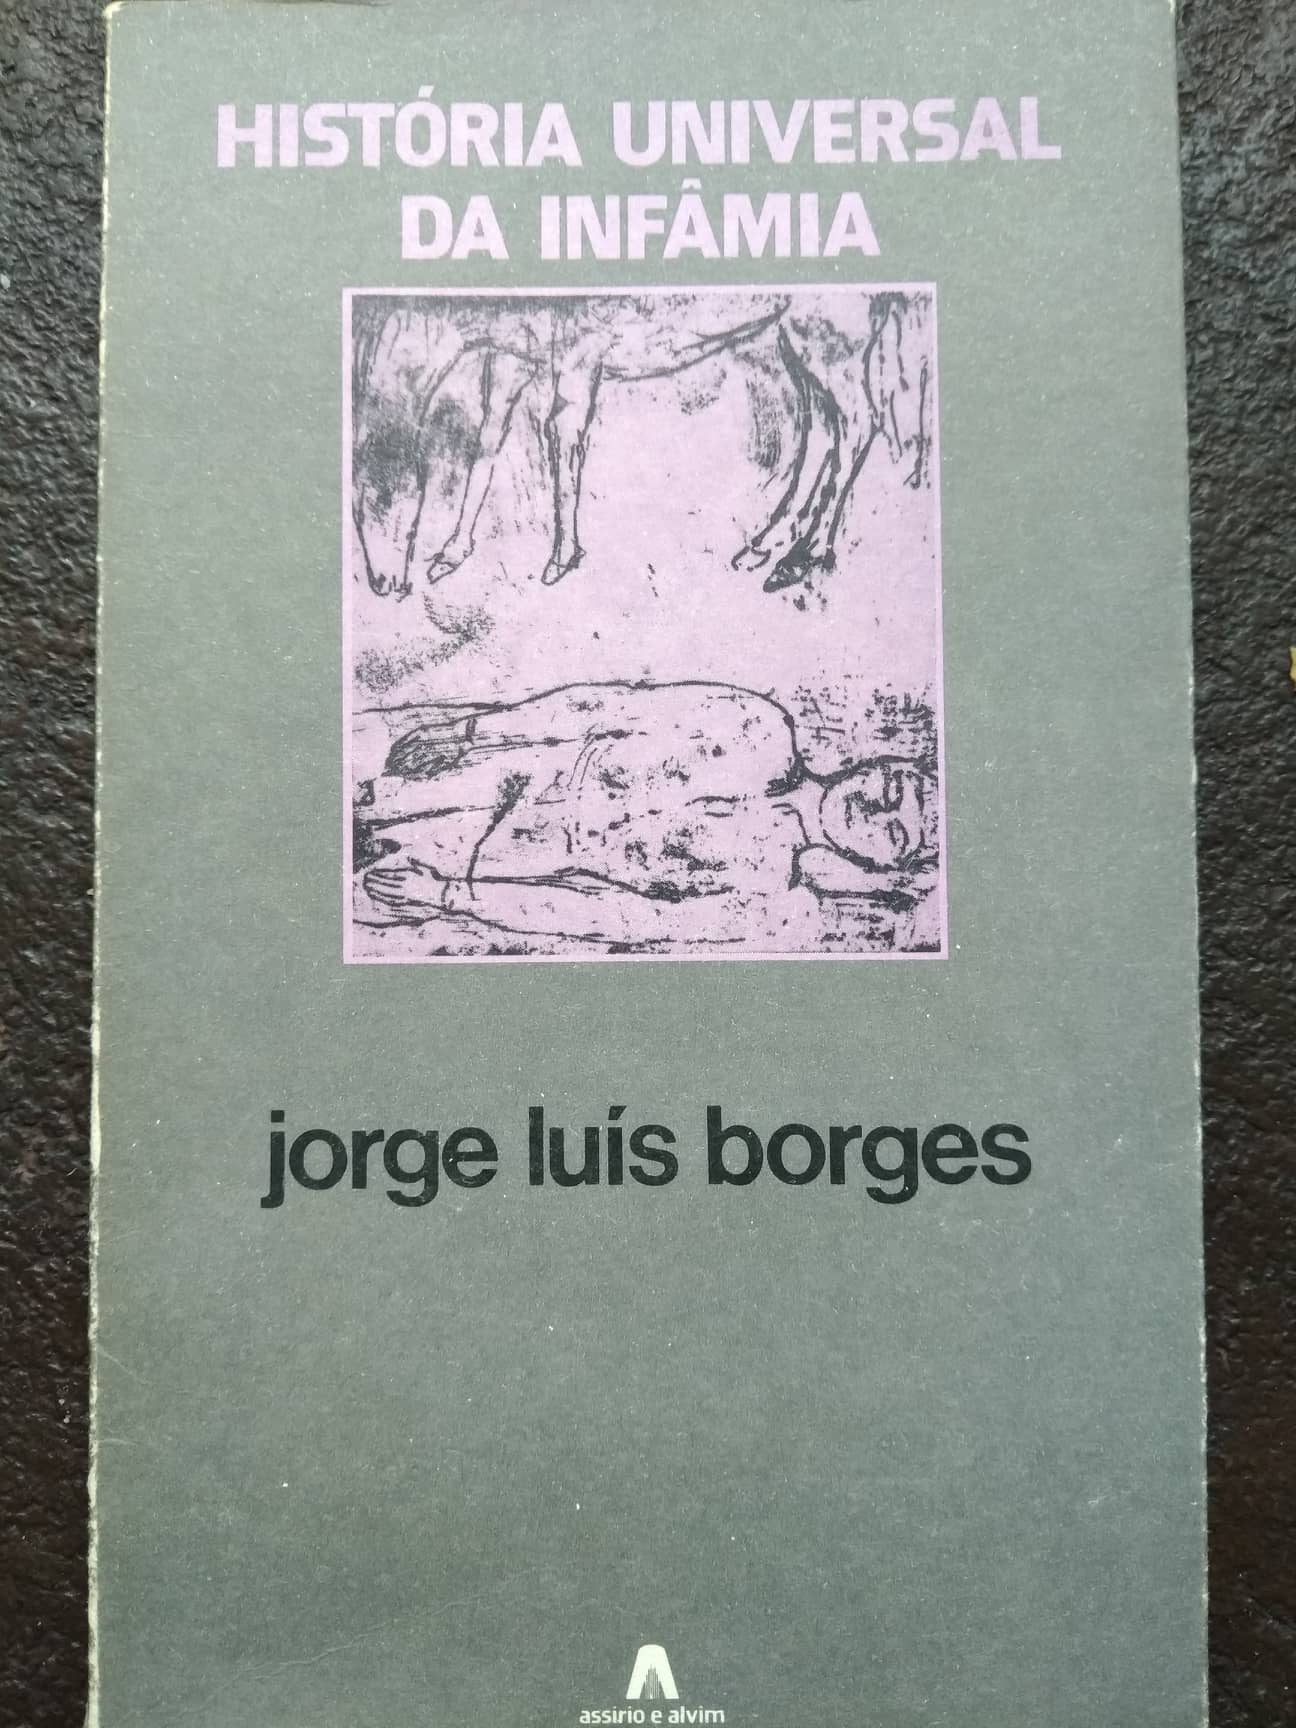 HISTÓRIA UNIVERSAL
DA INFÂMIA
jorge luís borges
assírio e alvim